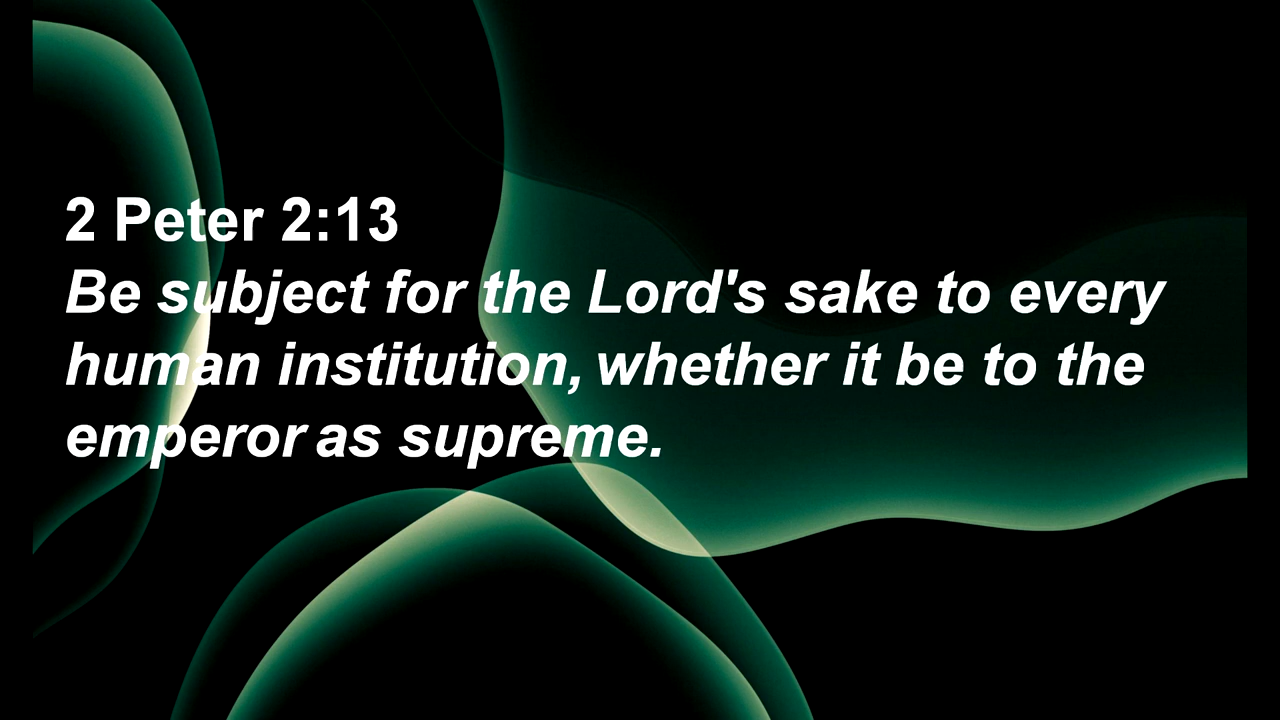 2 Peter 2:13
Be subject for the Lord's sake to every
human institution, whether it be to the
emperor as supreme.